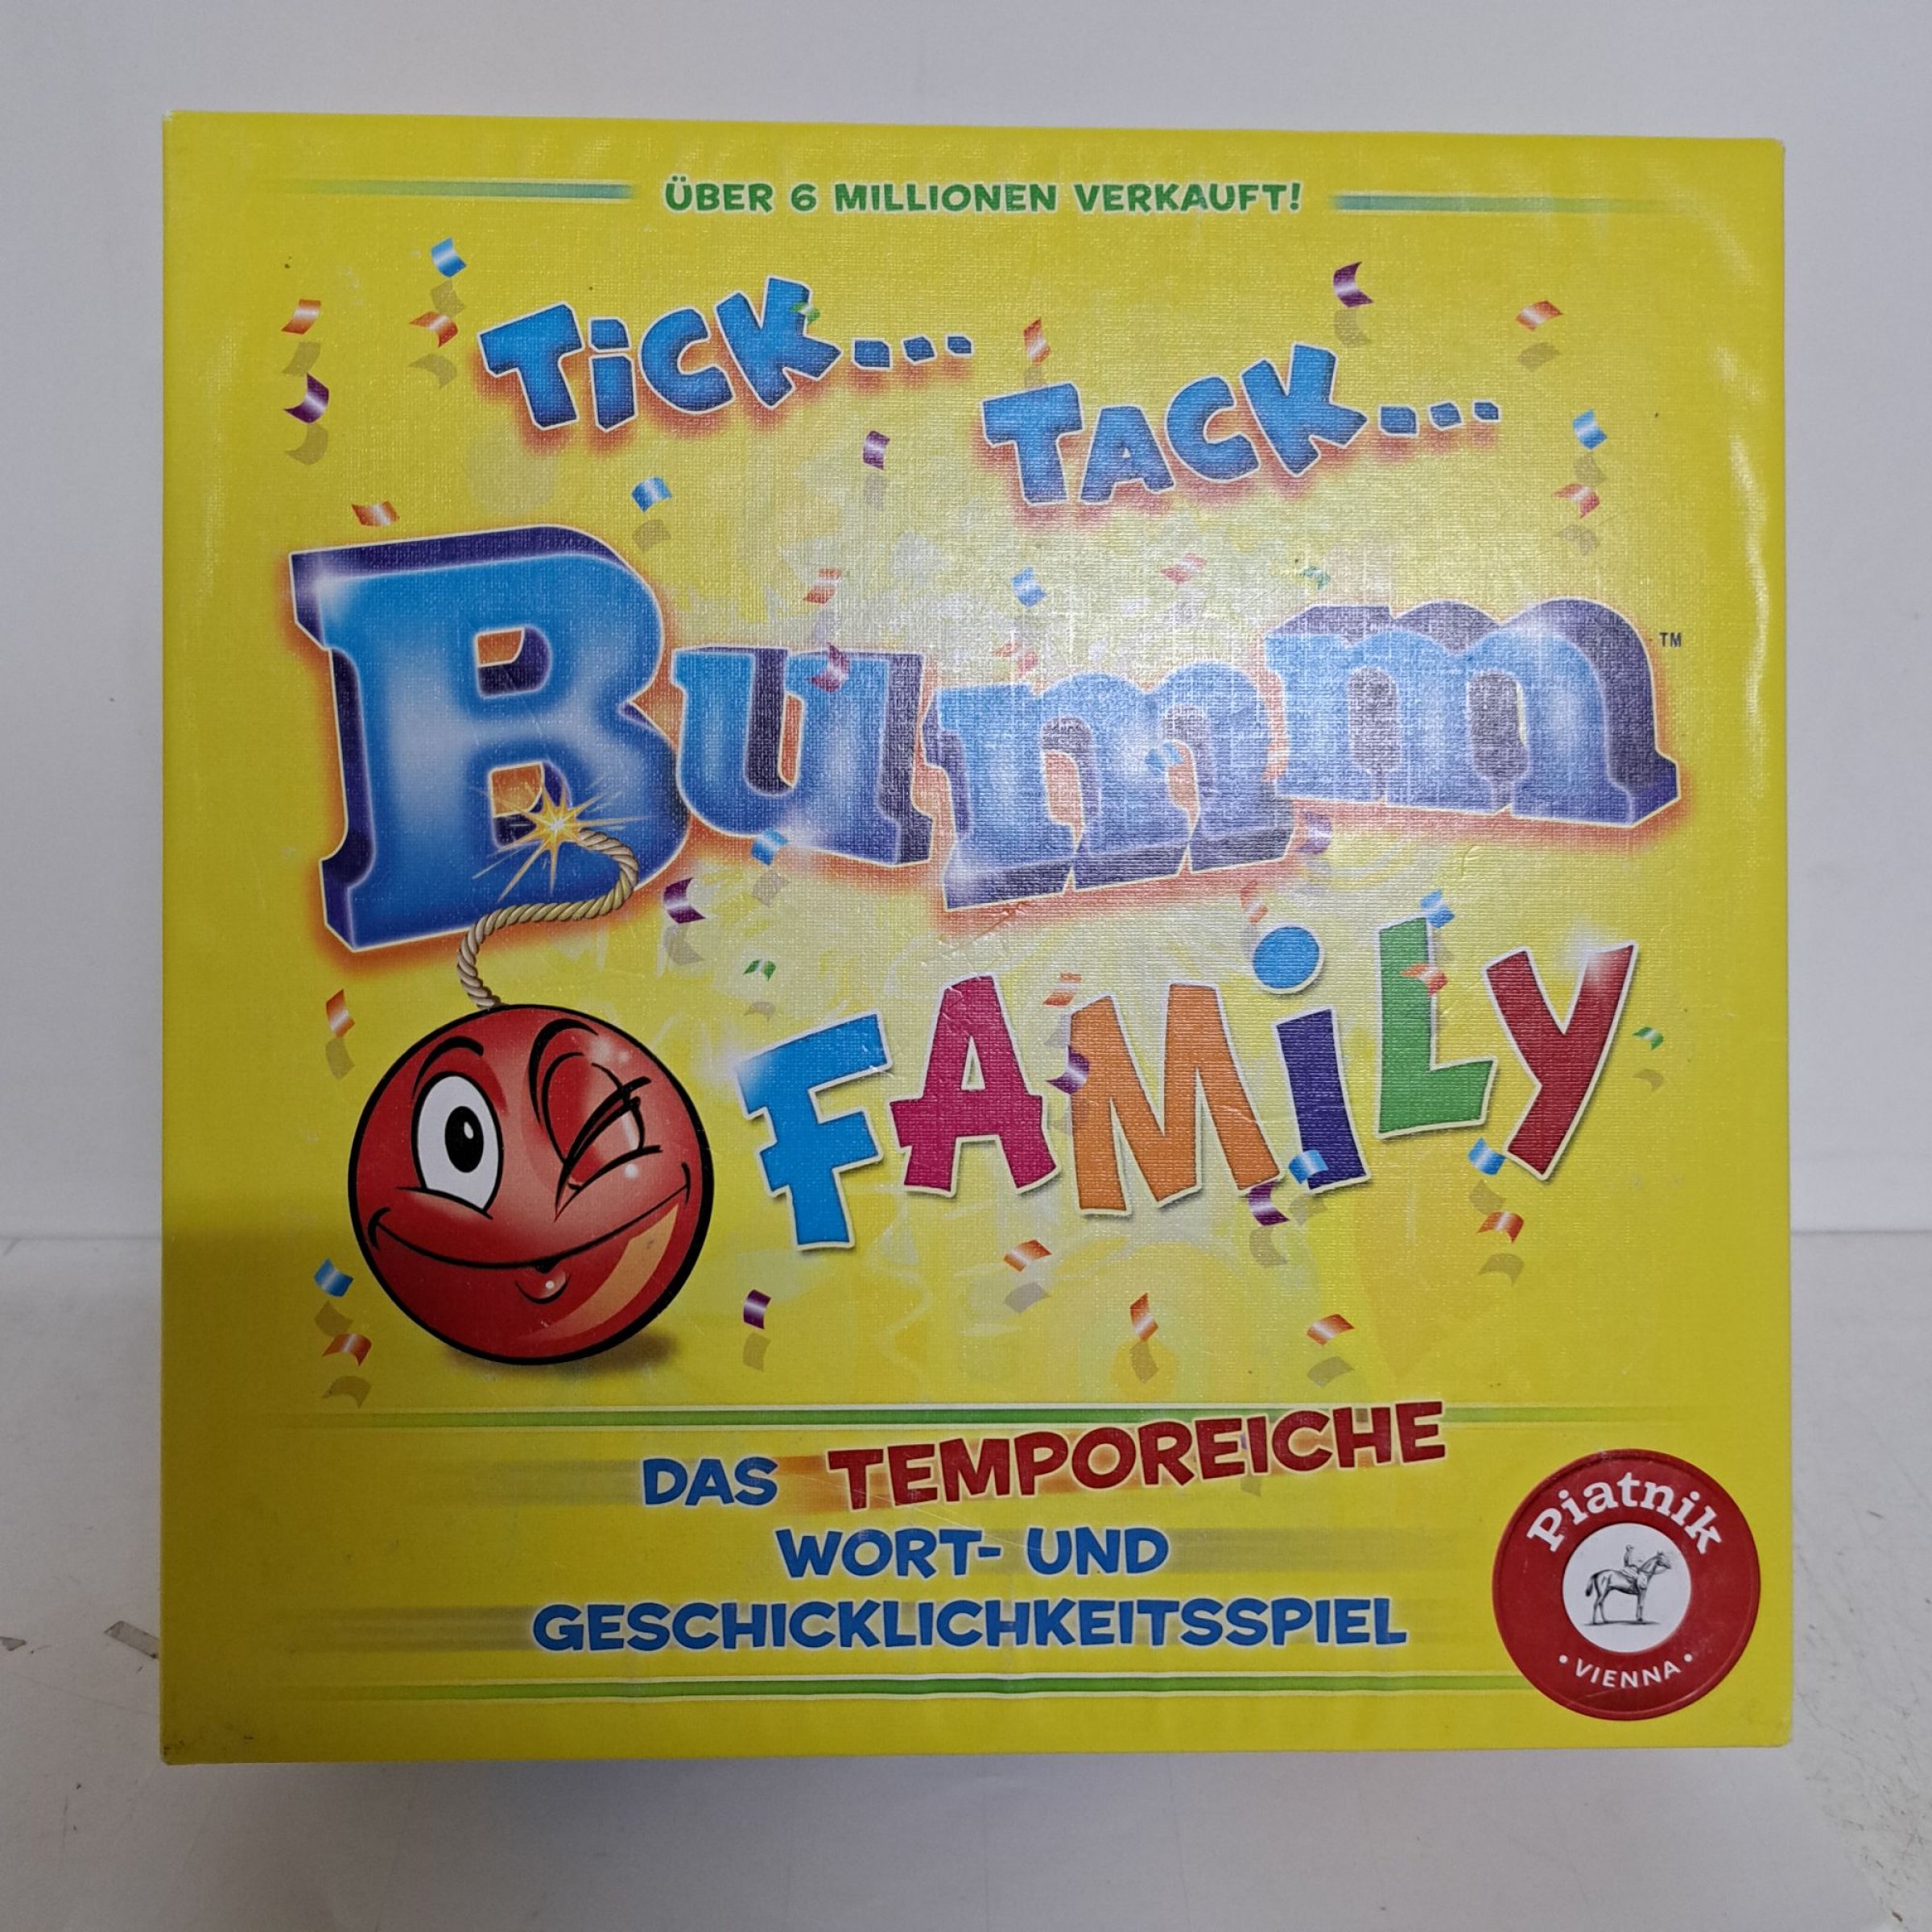 ÜBER 6 MILLIONEN VERKAUFT!
TiCK...
TACK...
Bumm™
FAMiLY
DAS TEMPOREICHE
WORT- UND
GESCHICKLICHKEITSSPIEL
Piatnik
• VIENNA •